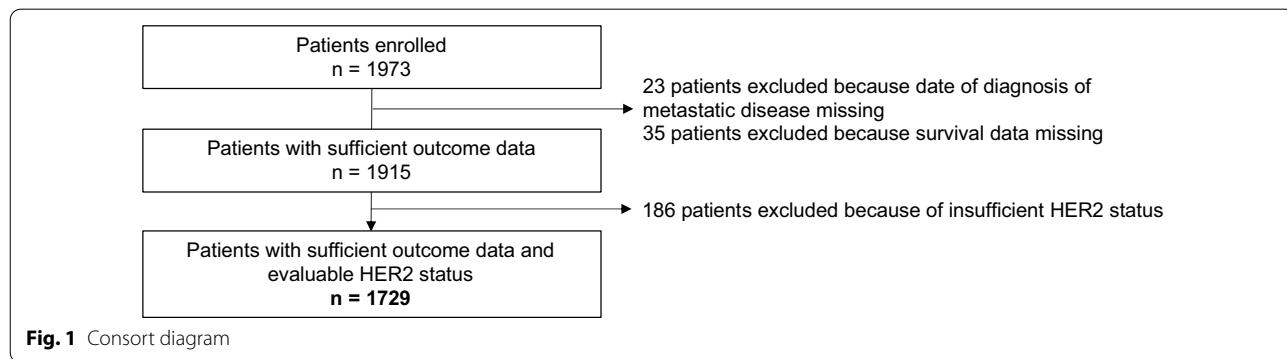 Patients enrolled
n = 1973
23 patients excluded because date of diagnosis of
metastatic disease missing
35 patients excluded because survival data missing
Patients with sufficient outcome data
n = 1915
186 patients excluded because of insufficient HER2 status
Patients with sufficient outcome data and
evaluable HER2 status
n = 1729
Fig. 1 Consort diagram